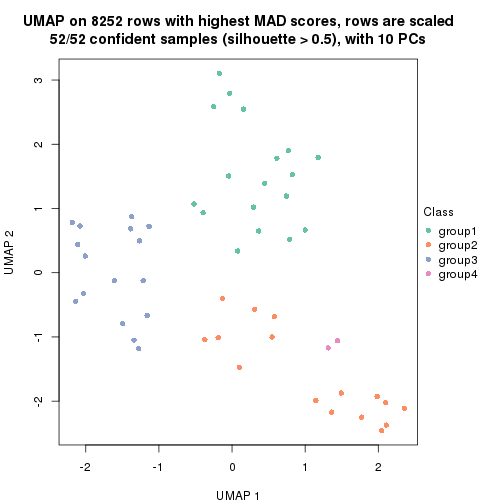 UMAP on 8252 rows with highest MAD scores, rows are scaled
52/52 confident samples (silhouette > 0.5), with 10 PCs
3
2
1
0
-1
-2
UMAP 2
-2
-1
0
1
2
UMAP 1
Class
group1
group2
group3
group4